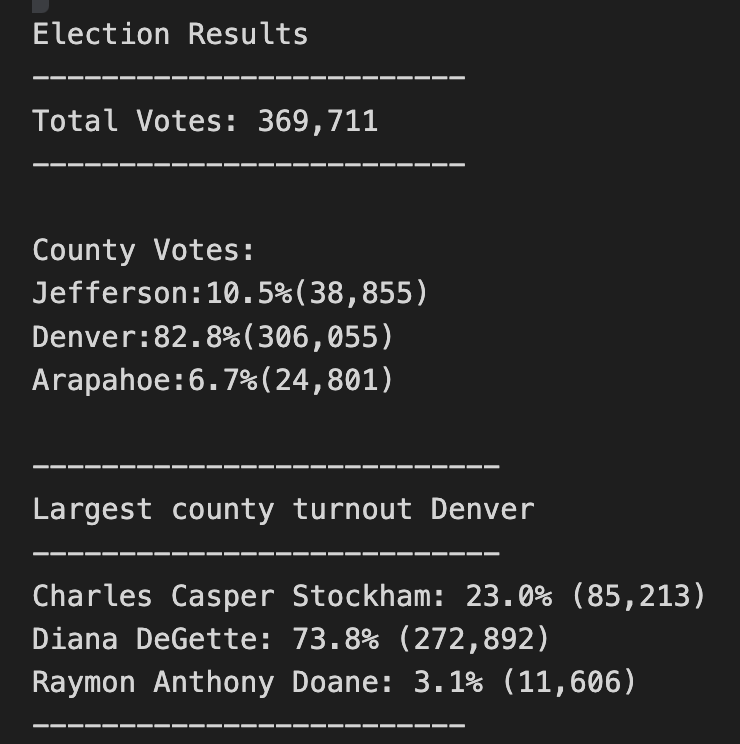 Election Results
-------------------------
Total Votes: 369,711
-------------------------
County Votes:
Jefferson:10.5%(38,855)
Denver:82.8%(306,055)
Arapahoe:6.7%(24,801)
---------------------------
Largest county turnout Denver
---------------------------
Charles Casper Stockham: 23.0% (85,213)
Diana DeGette: 73.8% (272,892)
Raymon Anthony Doane: 3.1% (11,606)
-------------------------